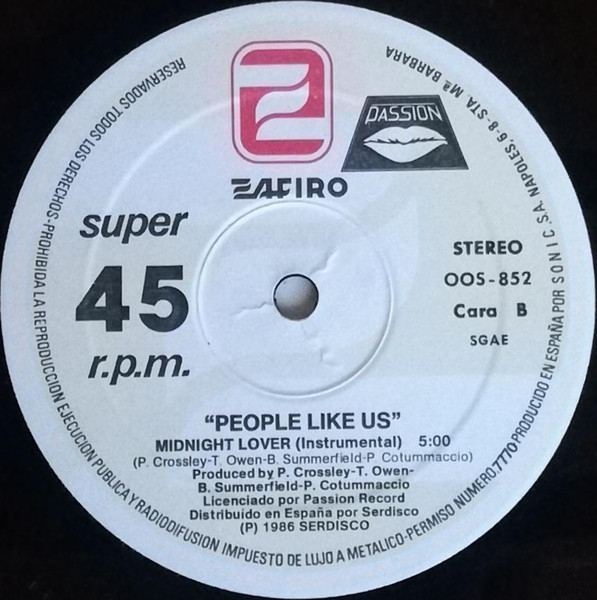 RESERVADOS TODOS LOS DERECHOS-PROHIBIDA LA REPRODUCCION EJECUCION PUBLICA Y RADIODIFUSION IMPUESTO DE LUJO A METALICO-PERMISO NUMERO.7770 PRODUCIDO EN ESPAÑA POR SONIC S.A. NAPOLES.6-8-STA Mª BARBARA
PASSION
ZAFIRO
super
45
r.p.m.
STEREO
OOS-852
Cara B
SGAE
"PEOPLE LIKE US"
MIDNIGHT LOVER (Instrumental) 5:00
(P. Crossley-T. Owen-B. Summerfield-P. Cotummaccio)
Produced by P. Crossley-T. Owen-
B. Summerfield-P. Cotummaccio
Licenciado por Passion Record
Distribuido en España por Serdisco
(P) 1986 SERDISCO